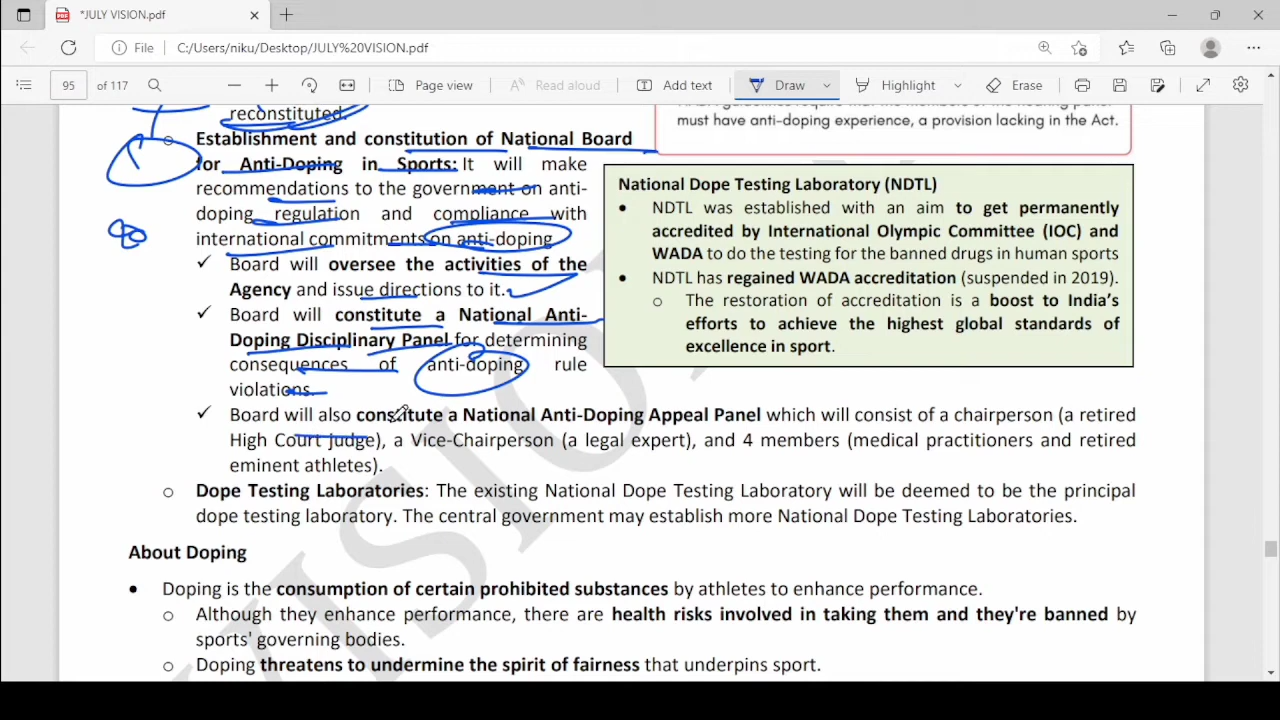 *JULY VISION.pdf
File
C:/Users/niku/Desktop/JULY%20VISION.pdf
95 of 117
Page view
Read aloud
Add text
Draw
Highlight
Erase
reconstituted.
○ Establishment and constitution of National Board
for Anti-Doping in Sports: It will make
recommendations to the government on anti-
doping regulation and compliance with
international commitments on anti-doping
✓ Board will oversee the activities of the
Agency and issue directions to it.
✓ Board will constitute a National Anti-
Doping Disciplinary Panel for determining
consequences of anti-doping rule
violations.
✓ Board will also constitute a National Anti-Doping Appeal Panel which will consist of a chairperson (a retired
High Court judge), a Vice-Chairperson (a legal expert), and 4 members (medical practitioners and retired
eminent athletes).
○ Dope Testing Laboratories: The existing National Dope Testing Laboratory will be deemed to be the principal
dope testing laboratory. The central government may establish more National Dope Testing Laboratories.
must have anti-doping experience, a provision lacking in the Act.
National Dope Testing Laboratory (NDTL)
• NDTL was established with an aim to get permanently
accredited by International Olympic Committee (IOC) and
WADA to do the testing for the banned drugs in human sports
• NDTL has regained WADA accreditation (suspended in 2019).
○ The restoration of accreditation is a boost to India's
efforts to achieve the highest global standards of
excellence in sport.
About Doping
• Doping is the consumption of certain prohibited substances by athletes to enhance performance.
○ Although they enhance performance, there are health risks involved in taking them and they're banned by
sports' governing bodies.
○ Doping threatens to undermine the spirit of fairness that underpins sport.